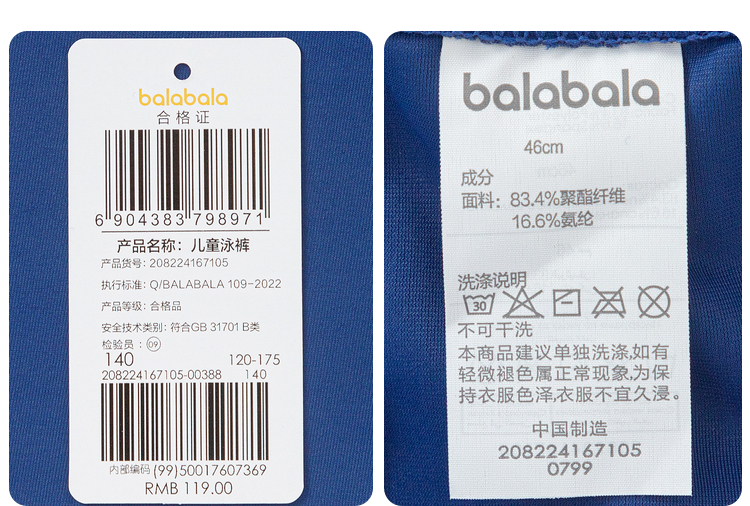 balabala
合格证
6 904383 798971
产品名称: 儿童泳裤
产品货号: 208224167105
执行标准: Q/BALABALA 109-2022
产品等级: 合格品
安全技术类别: 符合GB 31701 B类
检验员: 09
140 120-175
208224167105-00388 140
内部编码 (99)50017607369
RMB 119.00
balabala
46cm
成分
面料: 83.4%聚酯纤维
16.6%氨纶
洗涤说明
30
不可干洗
本商品建议单独洗涤,如有
轻微褪色属正常现象,为保
持衣服色泽,衣服不宜久浸。
中国制造
208224167105
0799